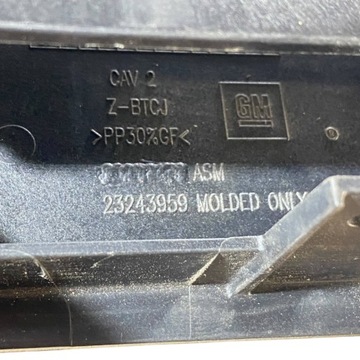 CAV 2
Z-BTCJ
GM
>PP30%GF<
ASM
23243959 MOLDED ONLY